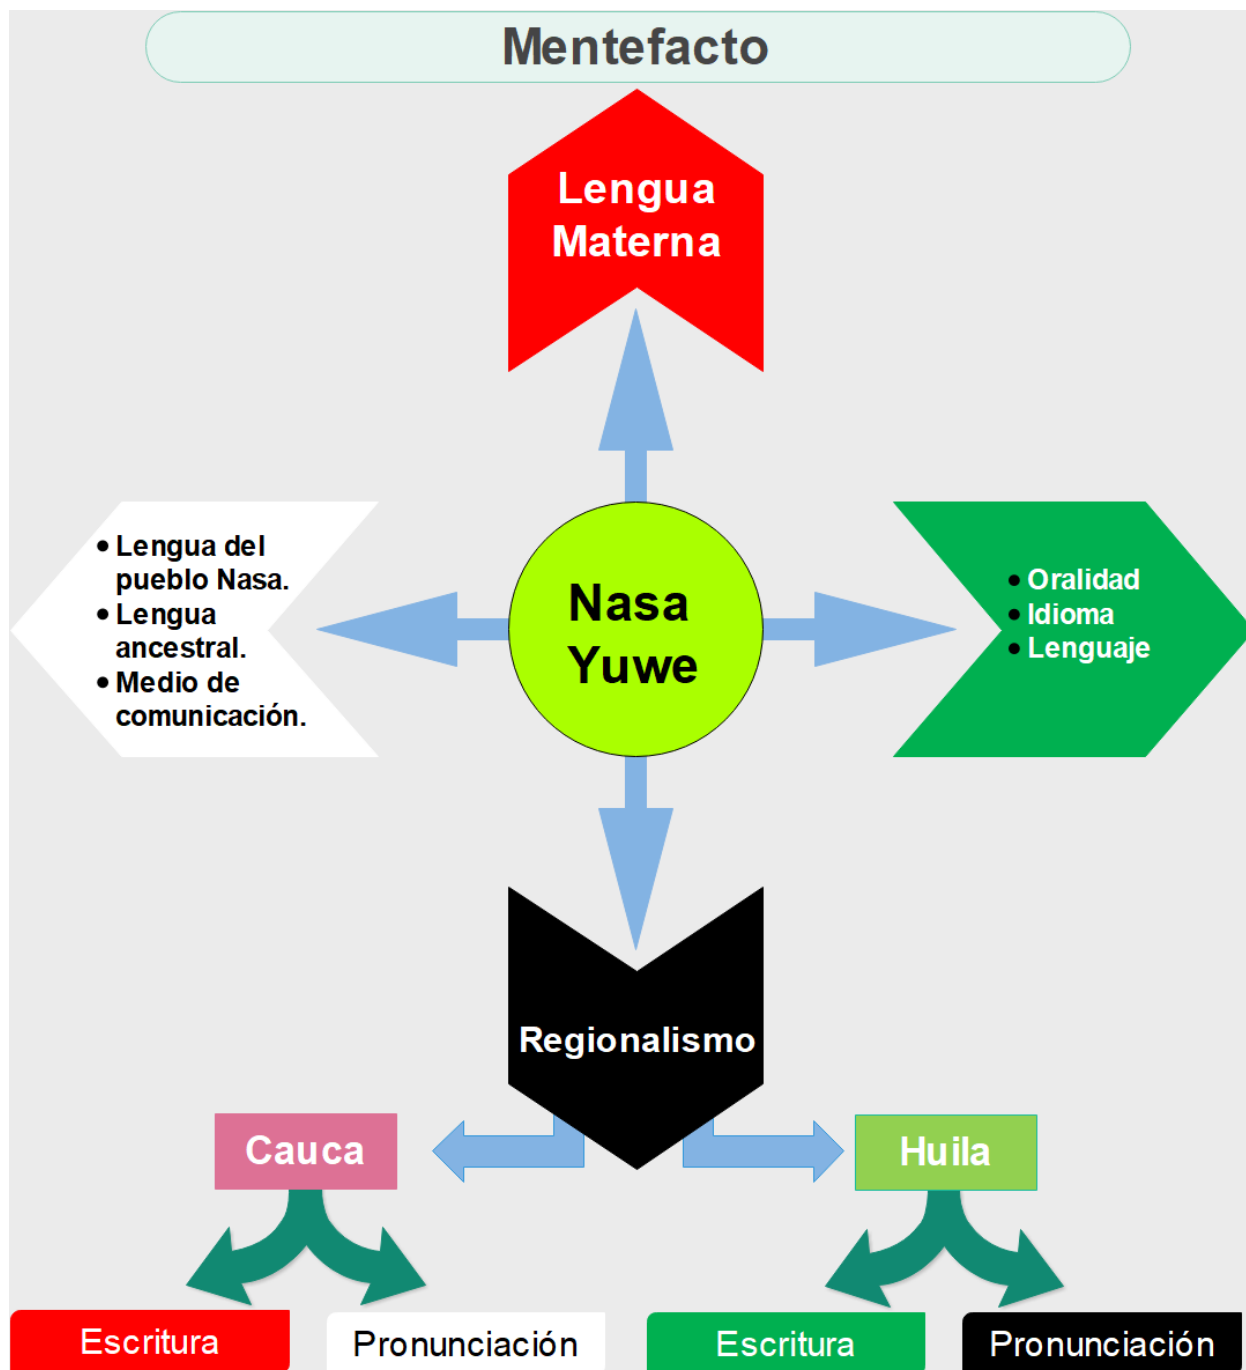 Mentefacto
Lengua
Materna
• Lengua del
pueblo Nasa.
• Lengua
ancestral.
• Medio de
comunicación.
Nasa
Yuwe
• Oralidad
• Idioma
• Lenguaje
Regionalismo
Cauca
Huila
Escritura
Pronunciación
Escritura
Pronunciación